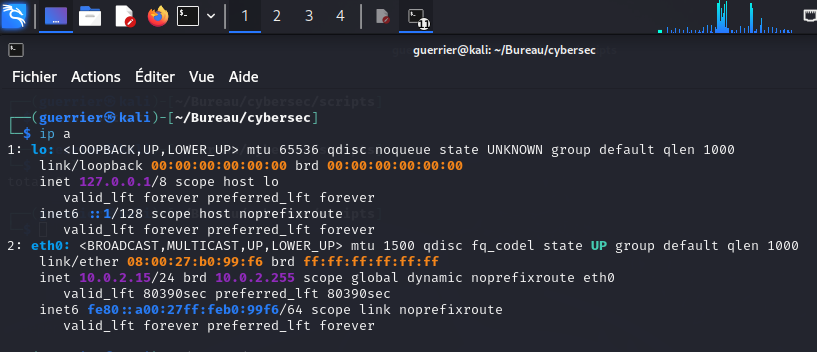 1 2 3 4
guerrier@kali: ~/Bureau/cybersec
Fichier Actions Éditer Vue Aide
┌──(guerrier㉿kali)-[~/Bureau/cybersec]
└─$ ip a
1: lo: <LOOPBACK,UP,LOWER_UP> mtu 65536 qdisc noqueue state UNKNOWN group default qlen 1000
    link/loopback 00:00:00:00:00:00 brd 00:00:00:00:00:00
    inet 127.0.0.1/8 scope host lo
       valid_lft forever preferred_lft forever
    inet6 ::1/128 scope host noprefixroute
       valid_lft forever preferred_lft forever
2: eth0: <BROADCAST,MULTICAST,UP,LOWER_UP> mtu 1500 qdisc fq_codel state UP group default qlen 1000
    link/ether 08:00:27:b0:99:f6 brd ff:ff:ff:ff:ff:ff
    inet 10.0.2.15/24 brd 10.0.2.255 scope global dynamic noprefixroute eth0
       valid_lft 80390sec preferred_lft 80390sec
    inet6 fe80::a00:27ff:feb0:99f6/64 scope link noprefixroute
       valid_lft forever preferred_lft forever